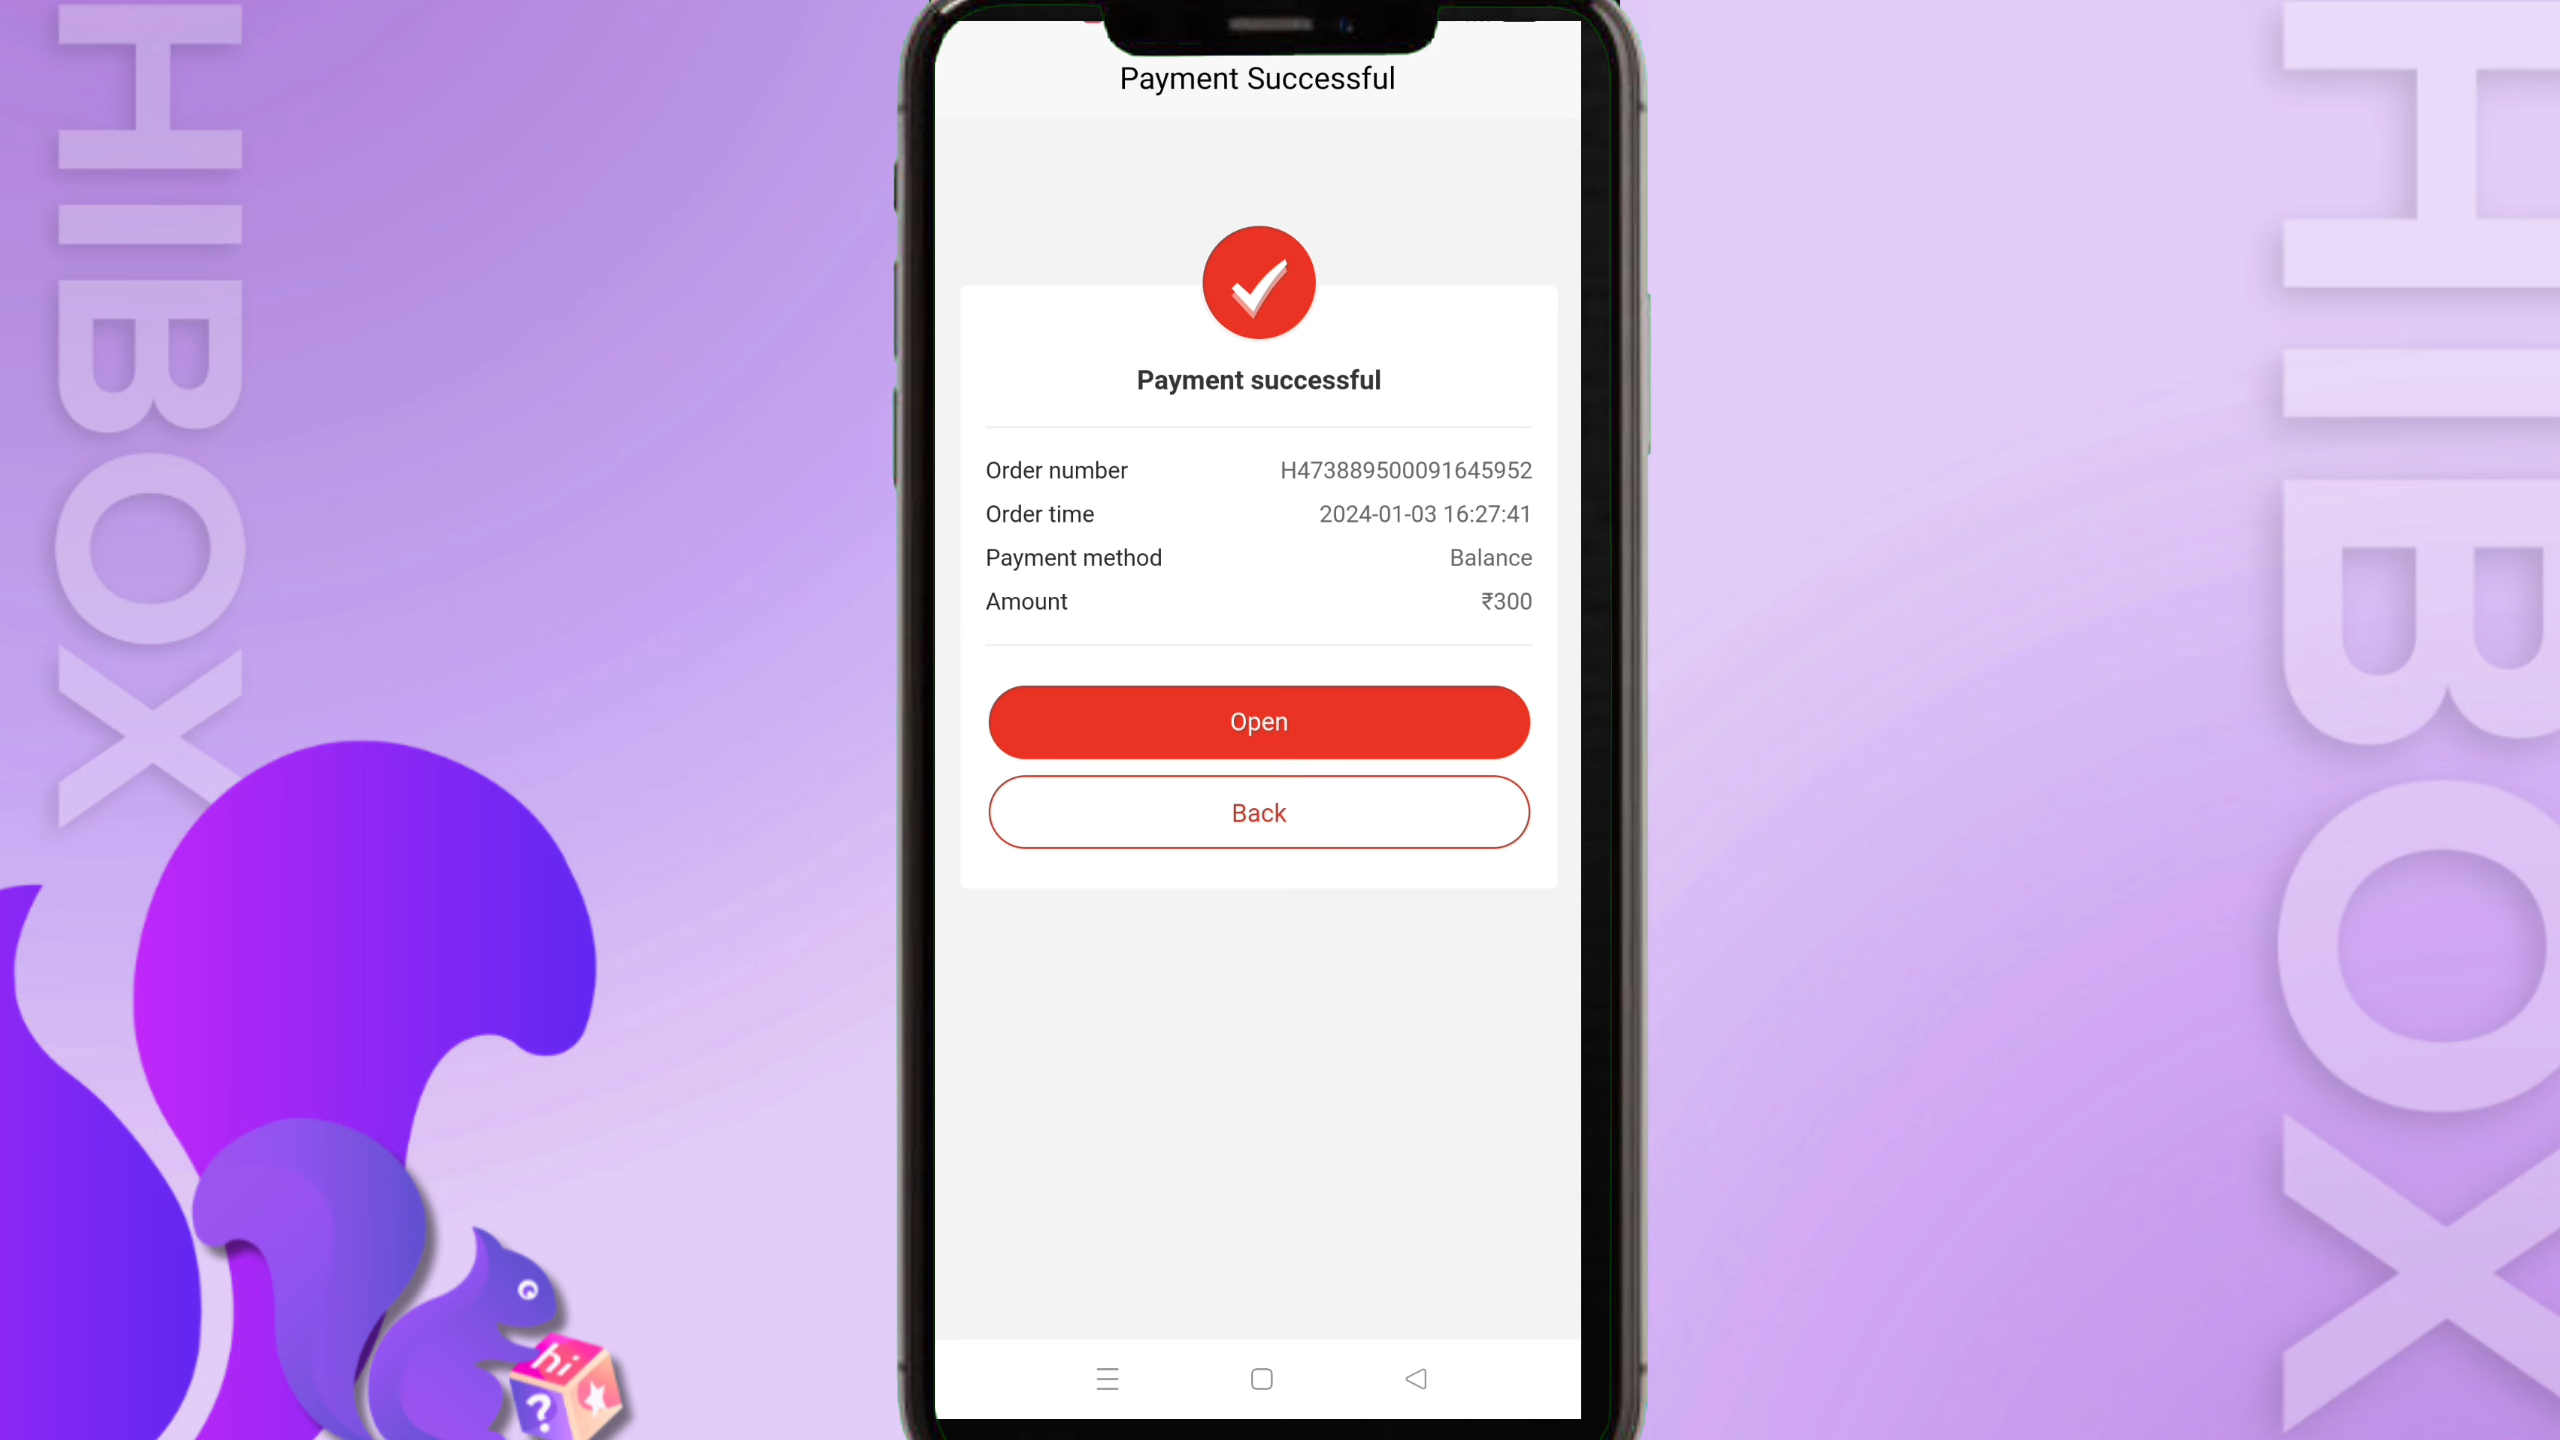 HIBOX
Payment Successful
Payment successful
Order number H473889500091645952
Order time 2024-01-03 16:27:41
Payment method Balance
Amount ₹300
Open
Back
hi
?
HIBOX